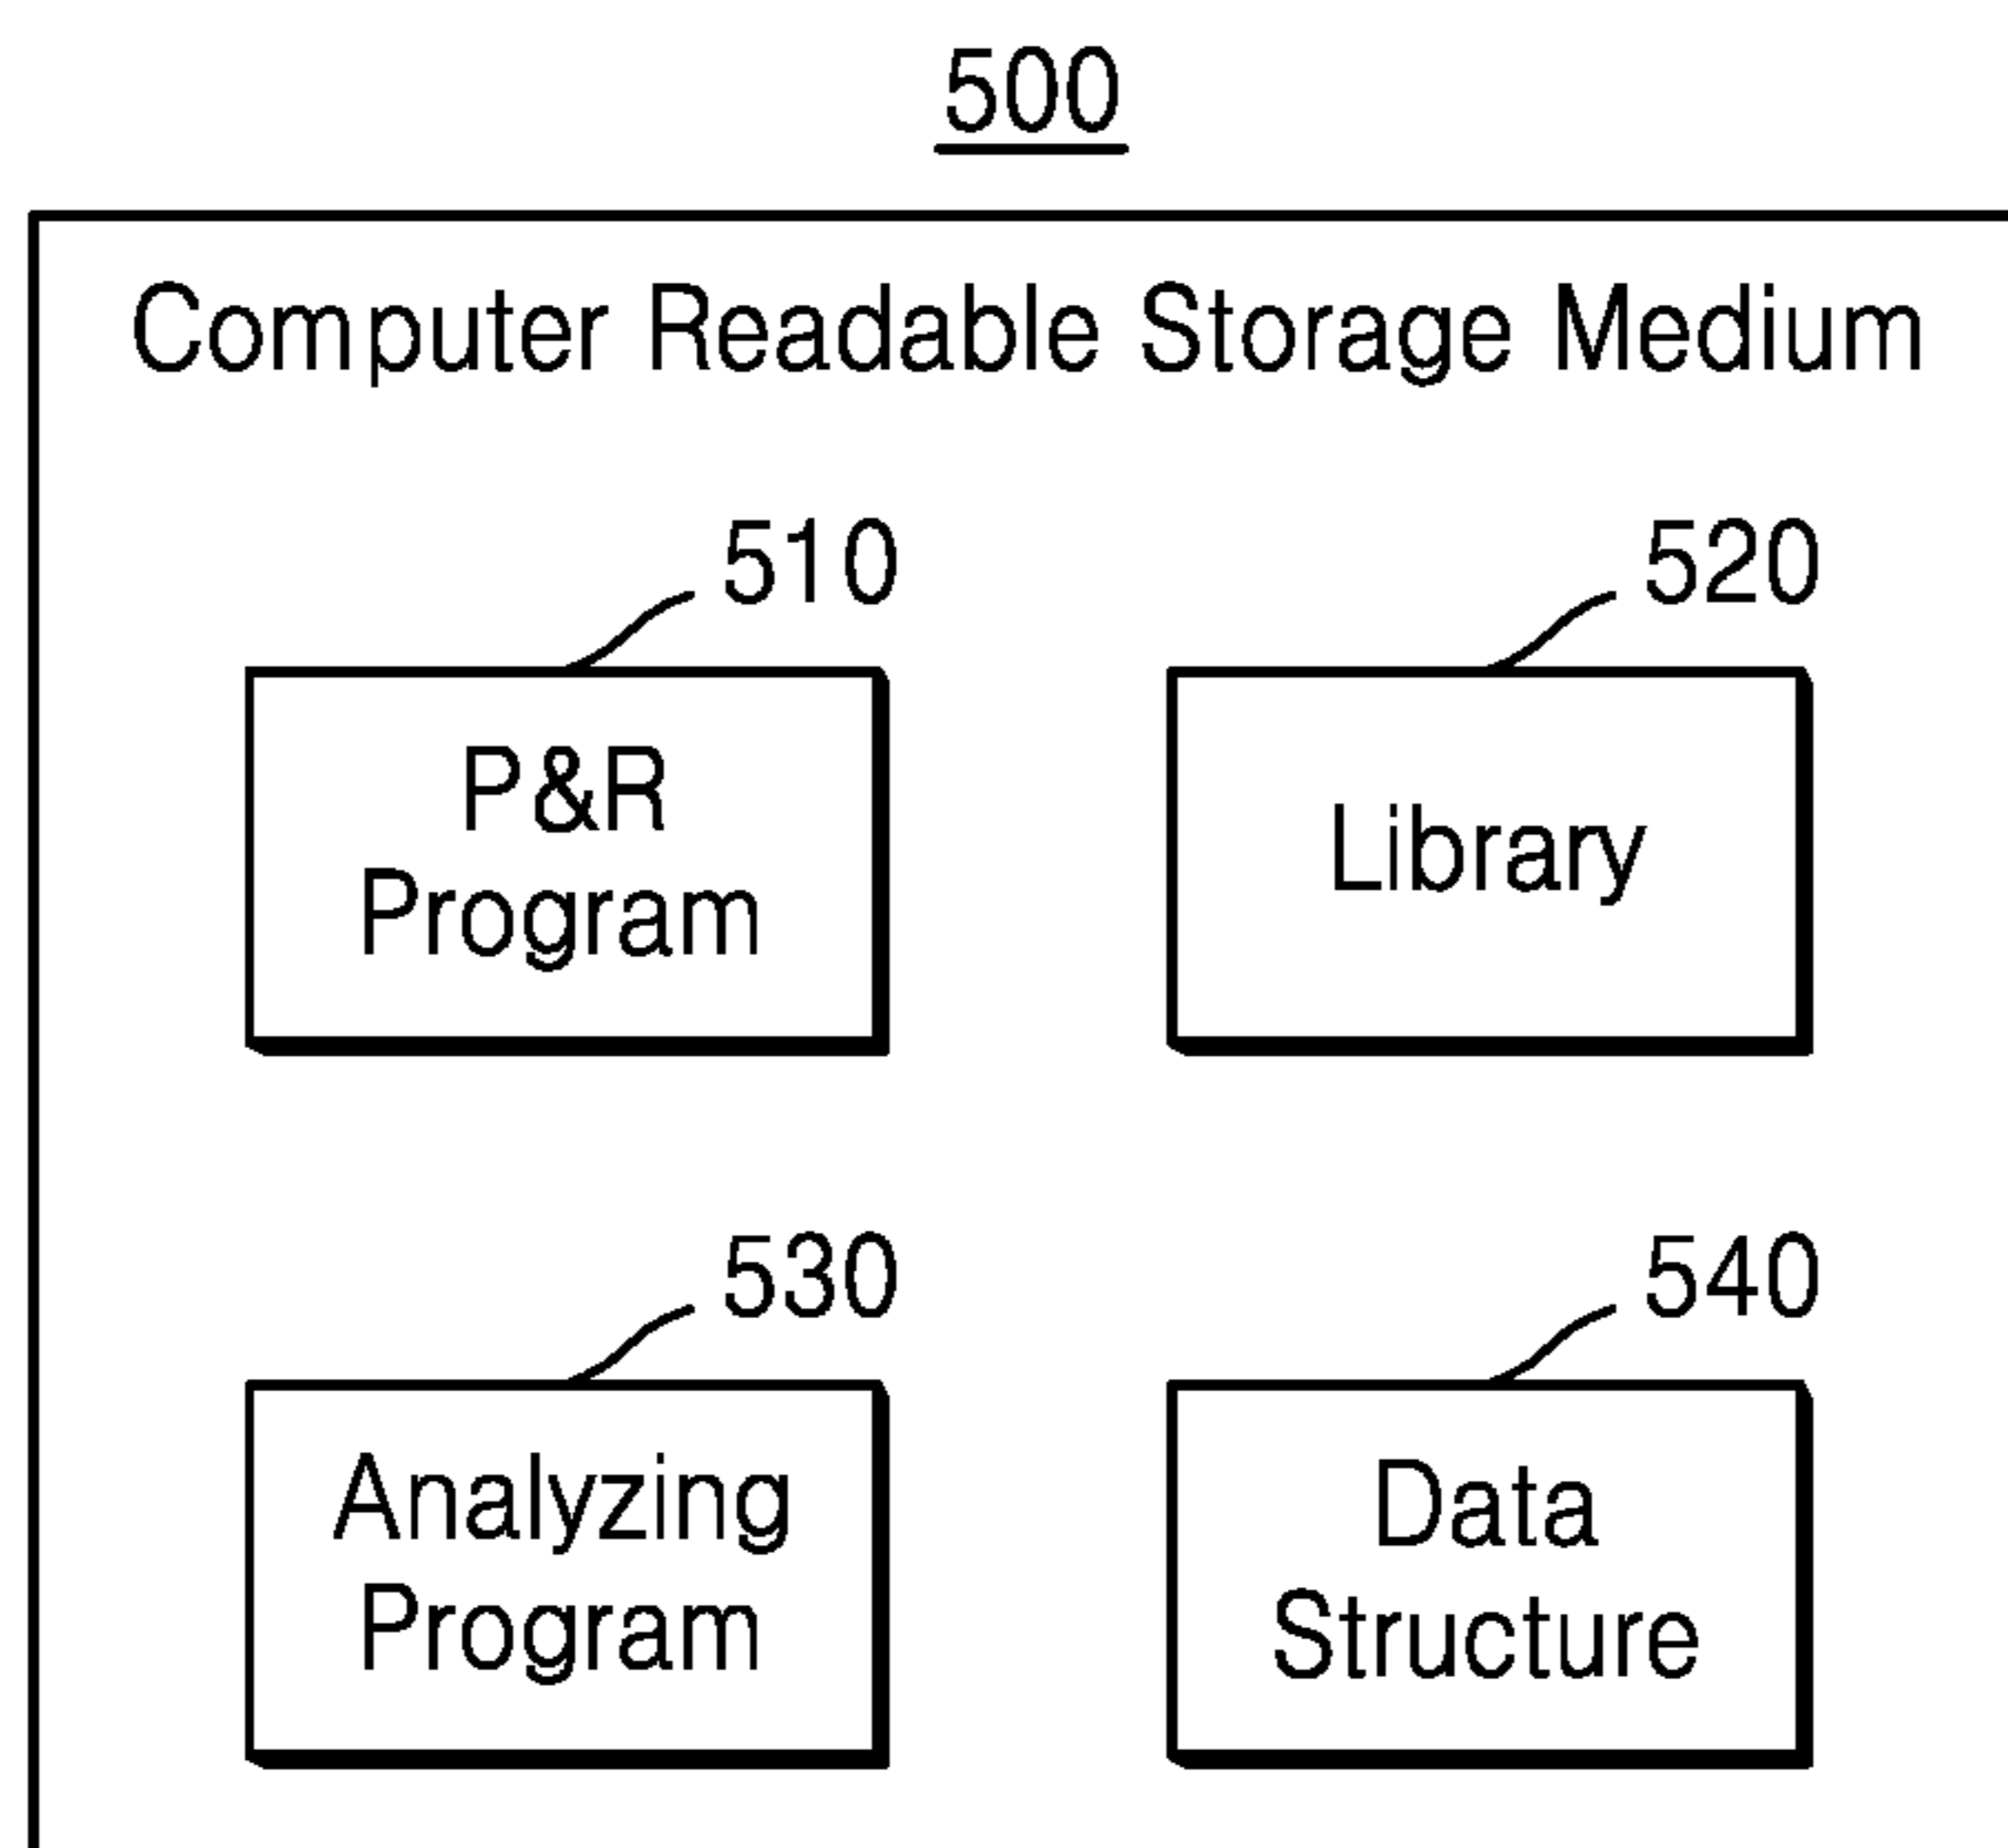 500
Computer Readable Storage Medium
510
520
P&R
Program
Library
530
540
Analyzing
Program
Data
Structure